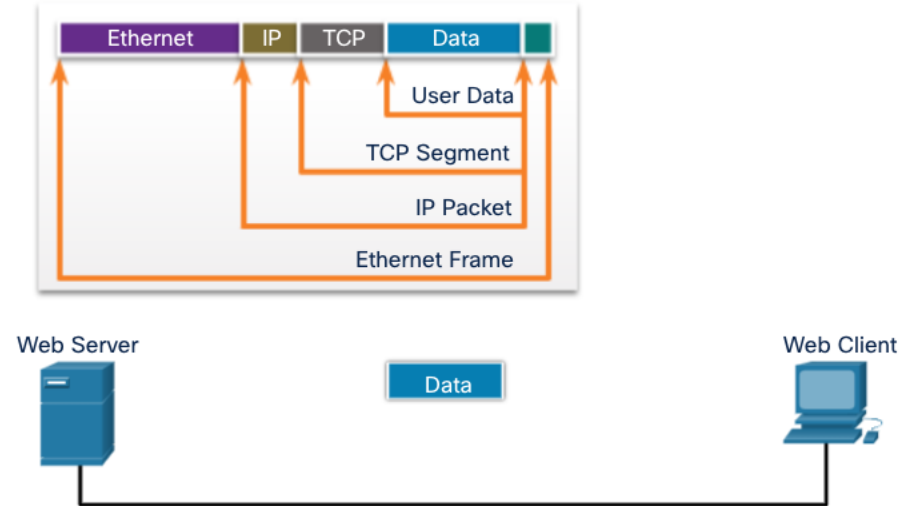 Ethernet IP TCP Data
User Data
TCP Segment
IP Packet
Ethernet Frame
Web Server
Web Client
Data